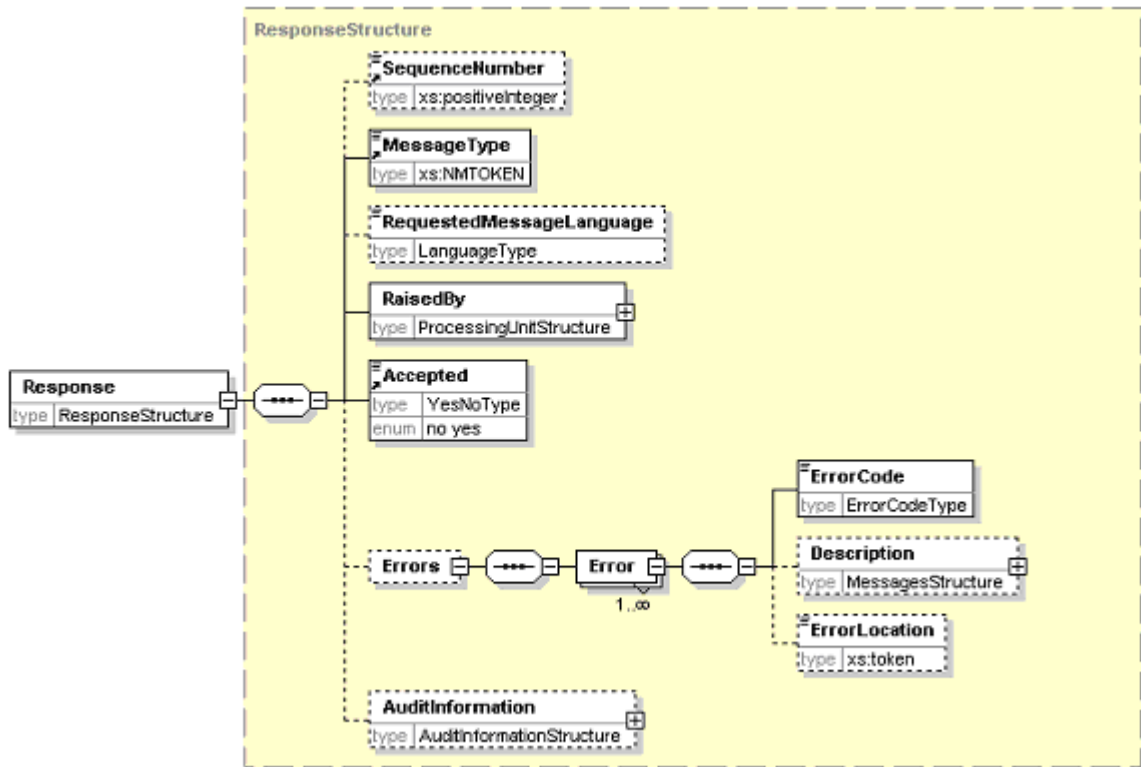 ResponseStructure
SequenceNumber
type xs:positiveInteger
MessageType
type xs:NMTOKEN
RequestedMessageLanguage
type LanguageType
RaisedBy
type ProcessingUnitStructure
Accepted
type YesNoType
enum no yes
Response
type ResponseStructure
ErrorCode
type ErrorCodeType
Errors
Error
1..∞
Description
type MessagesStructure
ErrorLocation
type xs:token
AuditInformation
type AuditInformationStructure